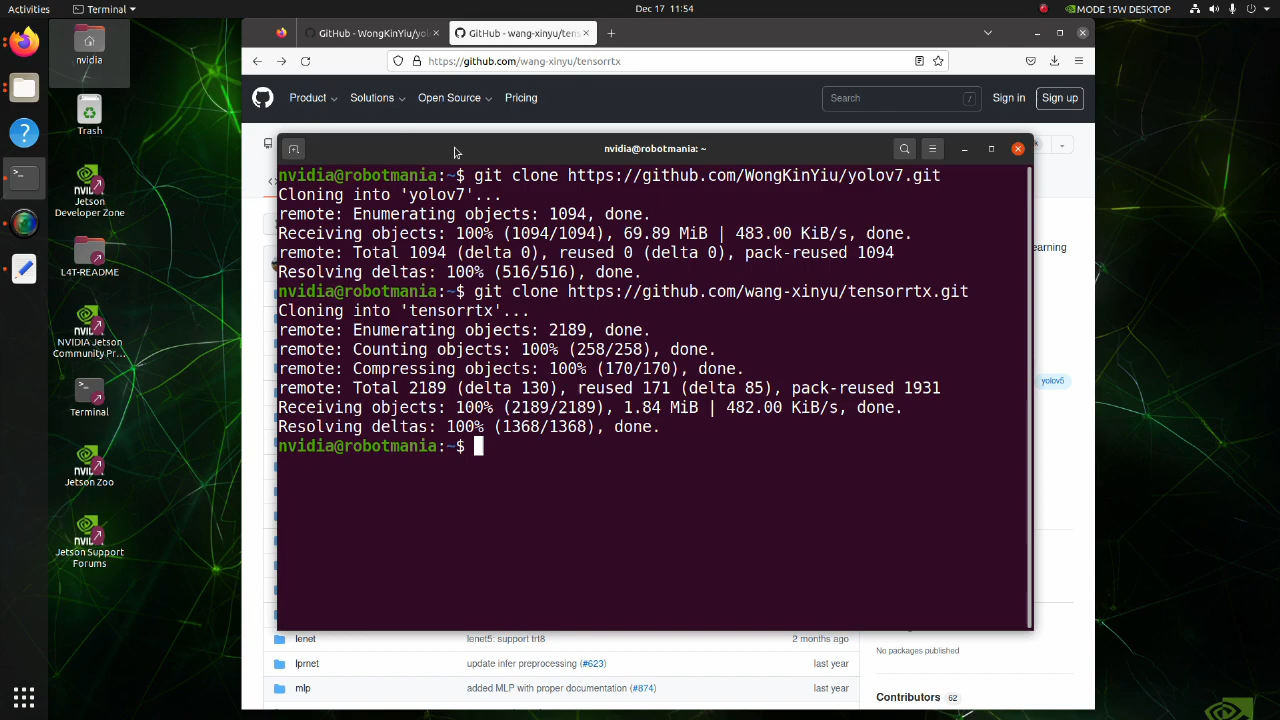 Activities
Terminal
Dec 17 11:54
MODE 15W DESKTOP
nvidia
Trash
Jetson
Developer Zone
L4T-README
NVIDIA Jetson
Community Pr...
Terminal
Jetson Zoo
Jetson Support
Forums
GitHub - WongKinYiu/yol
GitHub - wang-xinyu/tens
https://github.com/wang-xinyu/tensorrtx
Product
Solutions
Open Source
Pricing
Search
/
Sign in
Sign up
nvidia@robotmania: ~
nvidia@robotmania:~$ git clone https://github.com/WongKinYiu/yolov7.git
Cloning into 'yolov7'...
remote: Enumerating objects: 1094, done.
Receiving objects: 100% (1094/1094), 69.89 MiB | 483.00 KiB/s, done.
remote: Total 1094 (delta 0), reused 0 (delta 0), pack-reused 1094
Resolving deltas: 100% (516/516), done.
nvidia@robotmania:~$ git clone https://github.com/wang-xinyu/tensorrtx.git
Cloning into 'tensorrtx'...
remote: Enumerating objects: 2189, done.
remote: Counting objects: 100% (258/258), done.
remote: Compressing objects: 100% (170/170), done.
remote: Total 2189 (delta 130), reused 171 (delta 85), pack-reused 1931
Receiving objects: 100% (2189/2189), 1.84 MiB | 482.00 KiB/s, done.
Resolving deltas: 100% (1368/1368), done.
nvidia@robotmania:~$
earning
yolov5
lenet
lenet5: support trt8
2 months ago
lprnet
update infer preprocessing (#623)
last year
mlp
added MLP with proper documentation (#874)
last year
No packages published
Contributors 62